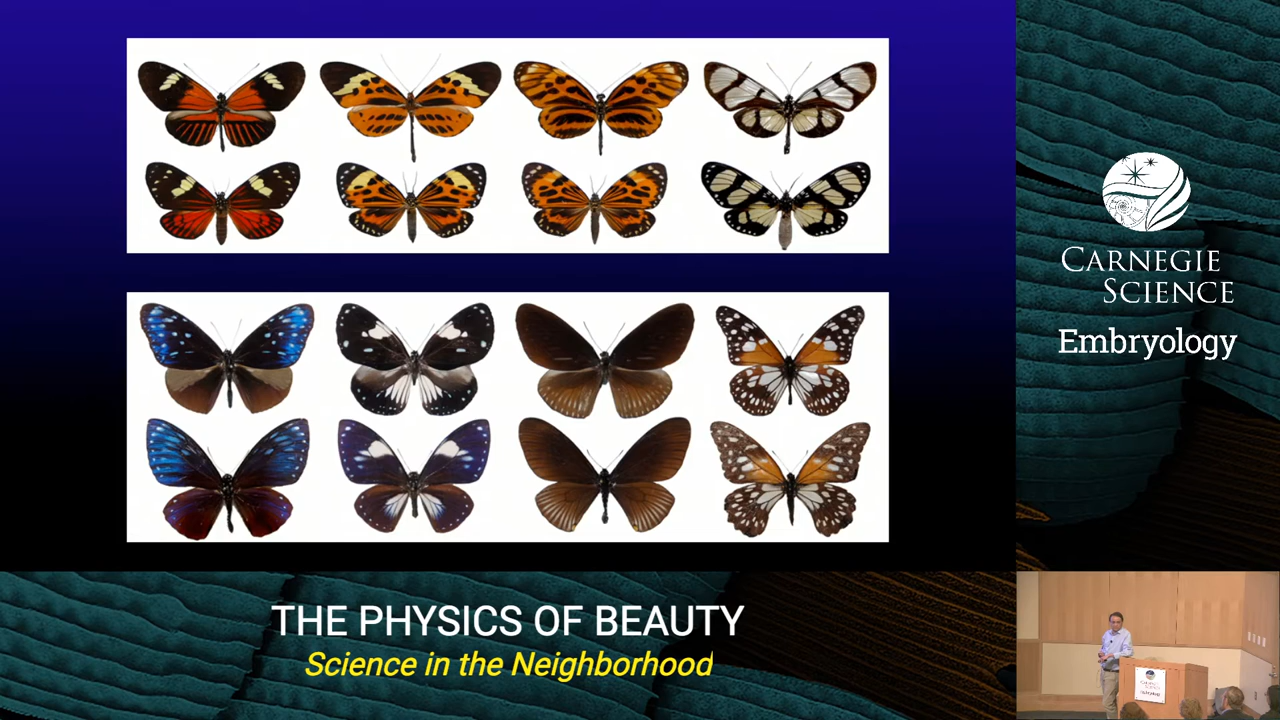 CARNEGIE
SCIENCE
Embryology
THE PHYSICS OF BEAUTY
Science in the Neighborhood